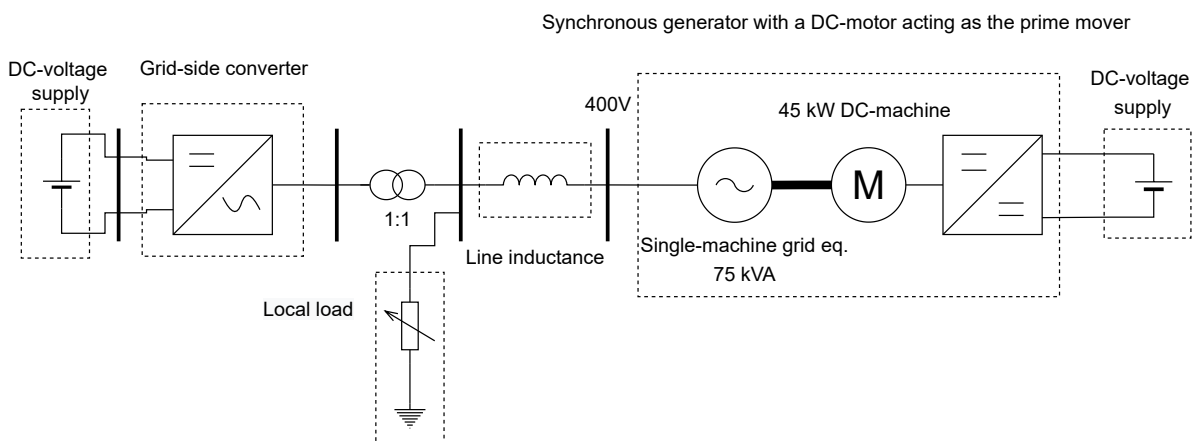 Synchronous generator with a DC-motor acting as the prime mover
DC-voltage
supply
Grid-side converter
400V
45 kW DC-machine
DC-voltage
supply
M
1:1
Line inductance
Single-machine grid eq.
75 kVA
Local load